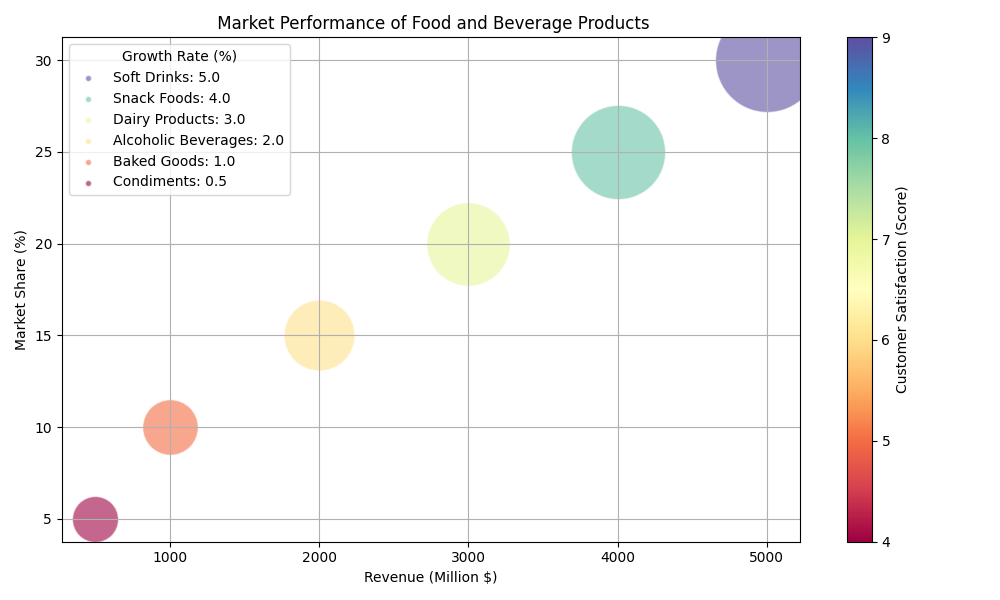 Market Performance of Food and Beverage Products
Growth Rate (%)
Soft Drinks: 5.0
Snack Foods: 4.0
Dairy Products: 3.0
Alcoholic Beverages: 2.0
Baked Goods: 1.0
Condiments: 0.5
Market Share (%)
30
25
20
15
10
5
1000 2000 3000 4000 5000
Revenue (Million $)
9
8
7
6
5
4
Customer Satisfaction (Score)